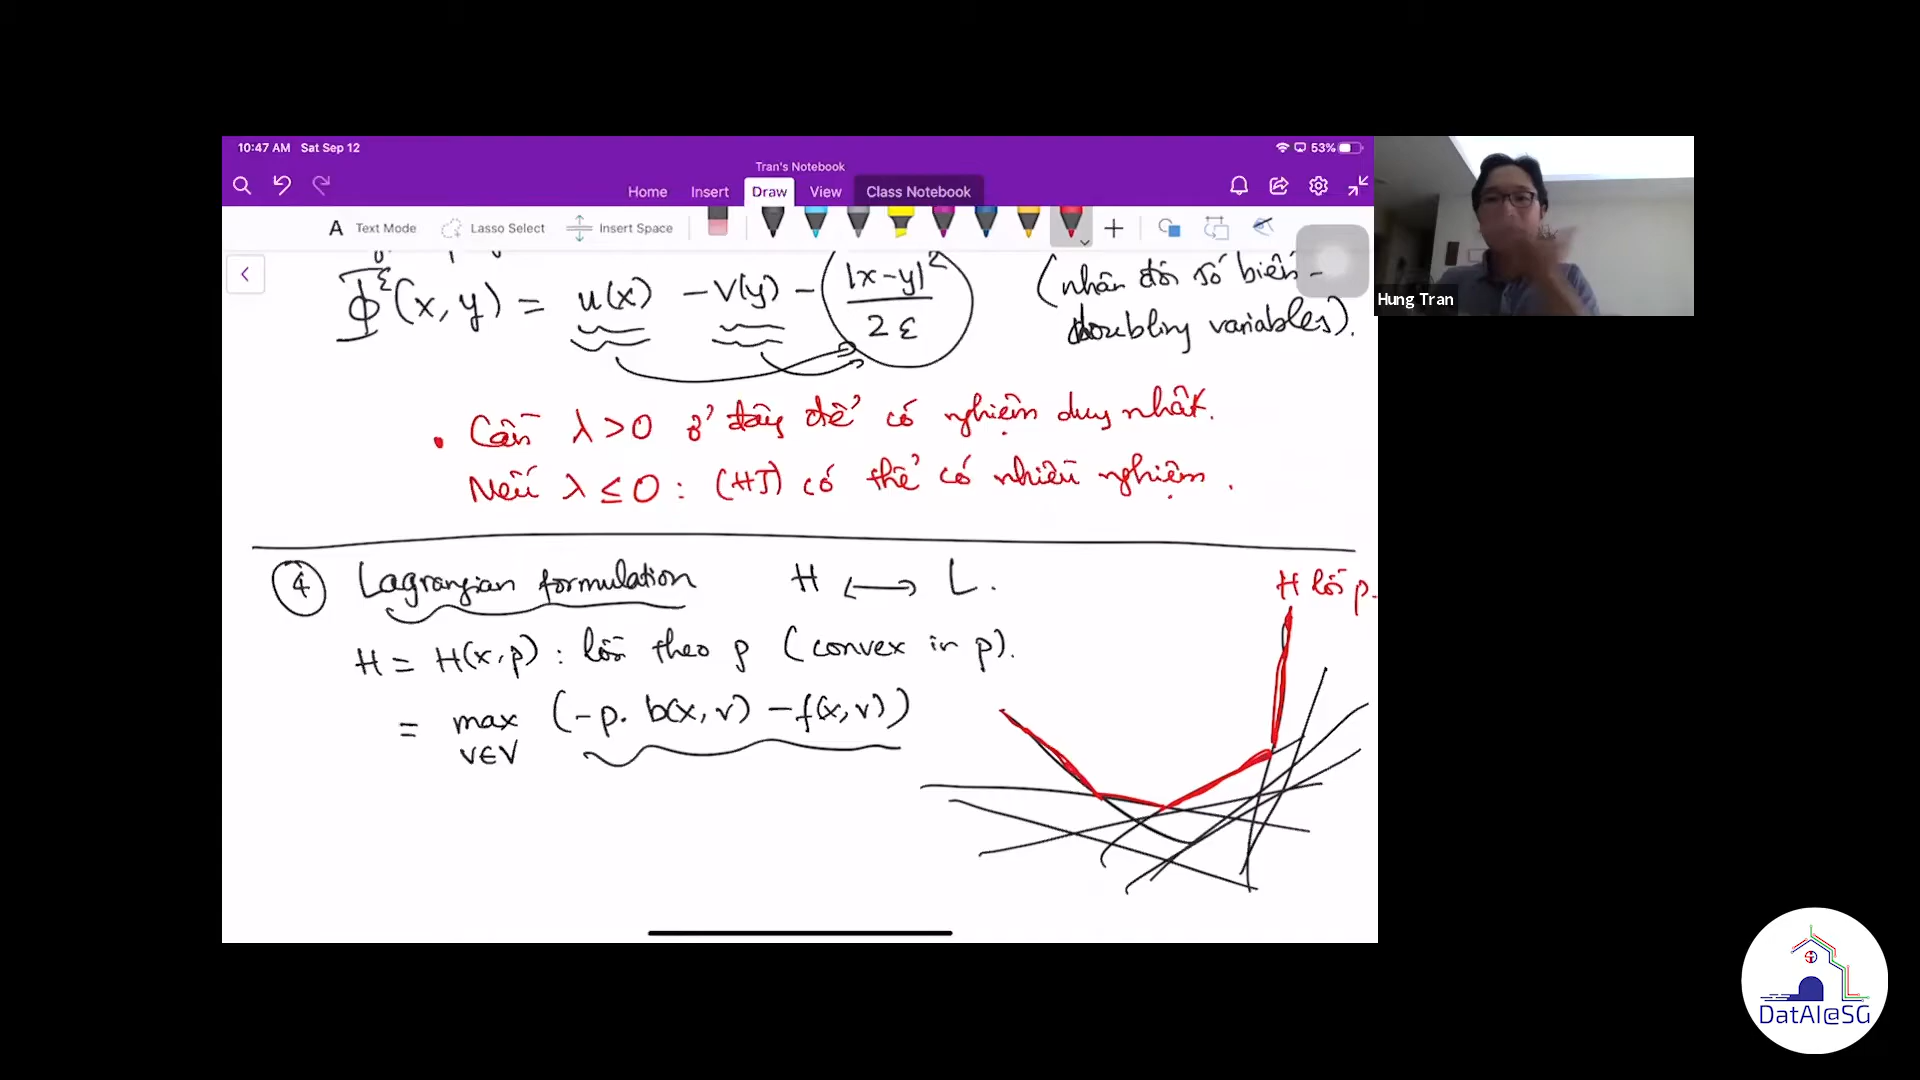 10:47 AM Sat Sep 12
53%
Tran's Notebook
Home Insert Draw View Class Notebook
A Text Mode Lasso Select Insert Space
Φ^ε(x, y) = u(x) − v(y) − |x−y|² / 2ε
(nhân đôi số biến –
doubling variables).
Hung Tran
• Cần λ > 0 ở đây để có nghiệm duy nhất.
Nếu λ ≤ 0 : (HJ) có thể có nhiều nghiệm .
④ Lagrangian formulation H ⟷ L .
H lồi p.
H = H(x, p) : lồi theo p (convex in p).
= max (−p. b(x, v) − f(x, v))
v∈V
DatAI@SG